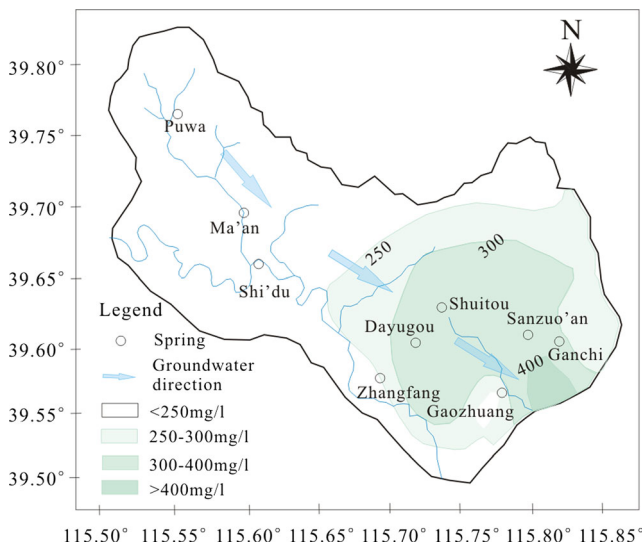 N
39.80°
39.75°
39.70°
39.65°
39.60°
39.55°
39.50°
Puwa
Ma'an
Shi'du
250
300
Shuitou
Sanzuo'an
Dayugou
Ganchi
400
Zhangfang
Gaozhuang
Legend
Spring
Groundwater
direction
<250mg/l
250-300mg/l
300-400mg/l
>400mg/l
115.50° 115.55° 115.60° 115.65° 115.70° 115.75° 115.80° 115.85°